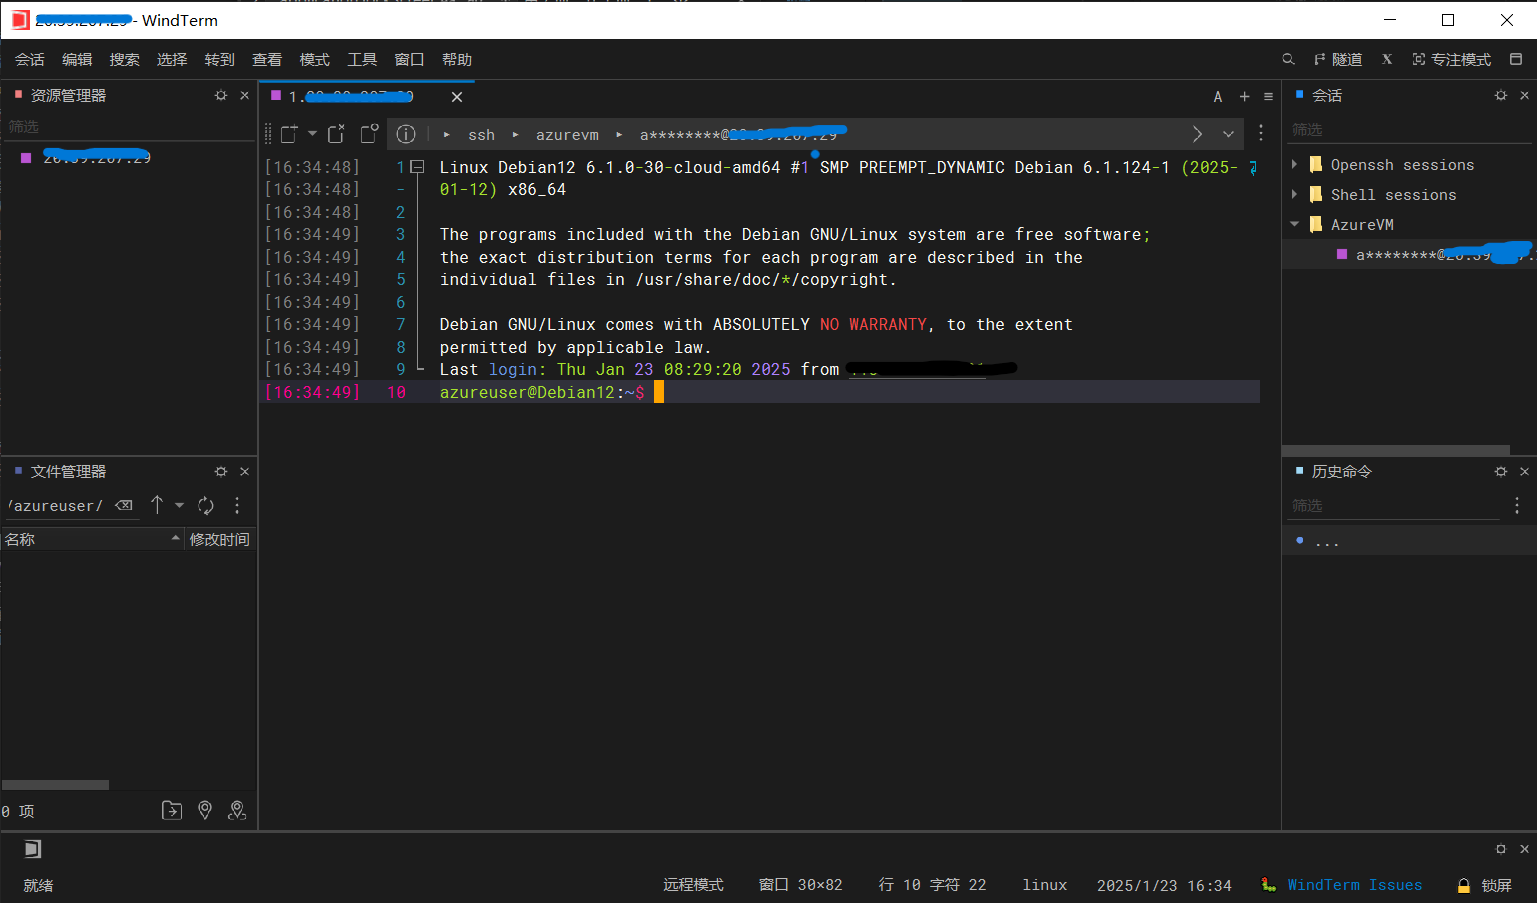 - WindTerm
会话 编辑 搜索 选择 转到 查看 模式 工具 窗口 帮助 隧道 X 专注模式
资源管理器
筛选
1.
A + ≡
ssh ▸ azurevm ▸ a********@
[16:34:48] 1 Linux Debian12 6.1.0-30-cloud-amd64 #1 SMP PREEMPT_DYNAMIC Debian 6.1.124-1 (2025-
[16:34:48] - 01-12) x86_64
[16:34:48] 2
[16:34:49] 3 The programs included with the Debian GNU/Linux system are free software;
[16:34:49] 4 the exact distribution terms for each program are described in the
[16:34:49] 5 individual files in /usr/share/doc/*/copyright.
[16:34:49] 6
[16:34:49] 7 Debian GNU/Linux comes with ABSOLUTELY NO WARRANTY, to the extent
[16:34:49] 8 permitted by applicable law.
[16:34:49] 9 Last login: Thu Jan 23 08:29:20 2025 from
[16:34:49] 10 azureuser@Debian12:~$
会话
筛选
Openssh sessions
Shell sessions
AzureVM
a********@
文件管理器
/azureuser/
名称 修改时间
0 项
历史命令
筛选
...
就绪 远程模式 窗口 30×82 行 10 字符 22 linux 2025/1/23 16:34 WindTerm Issues 锁屏